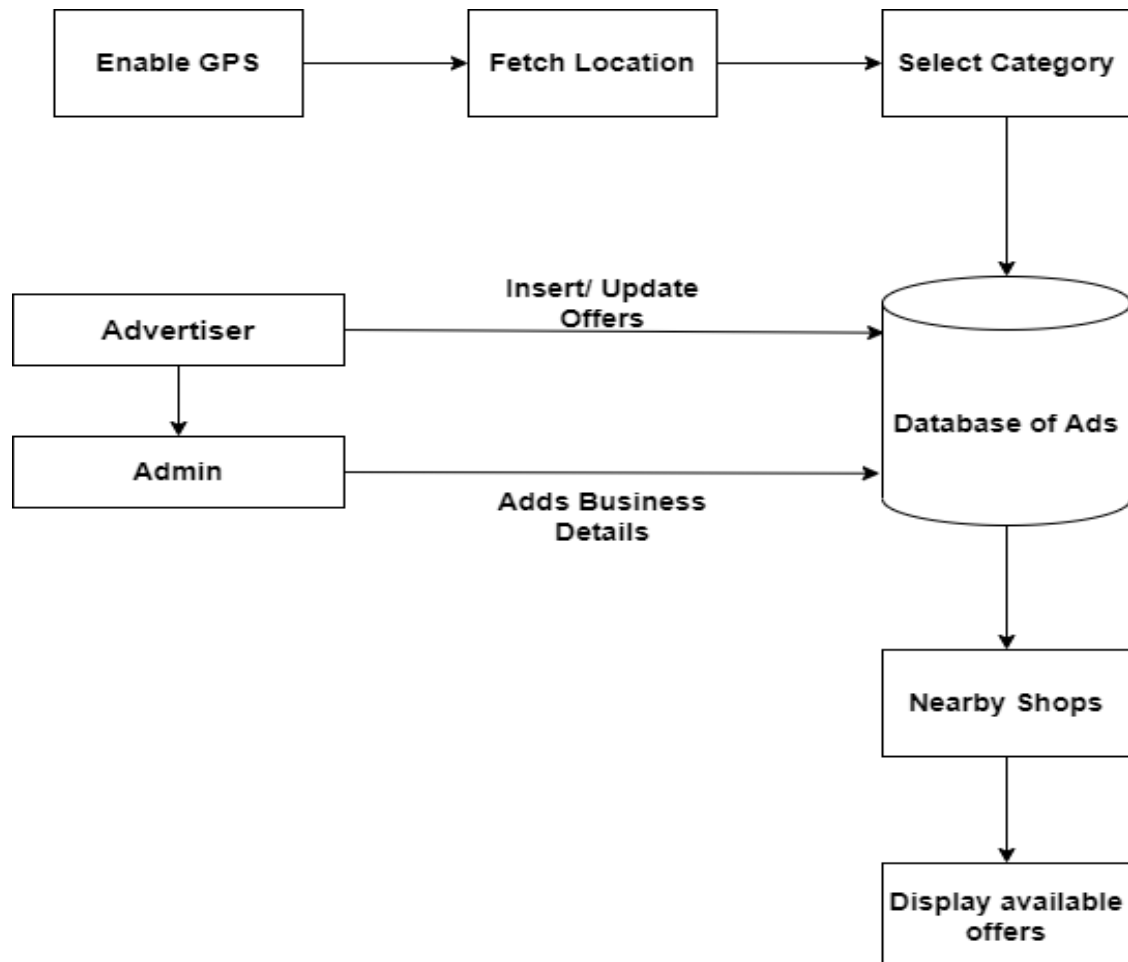 Enable GPS
Fetch Location
Select Category
Insert/ Update
Offers
Advertiser
Database of Ads
Admin
Adds Business
Details
Nearby Shops
Display available
offers